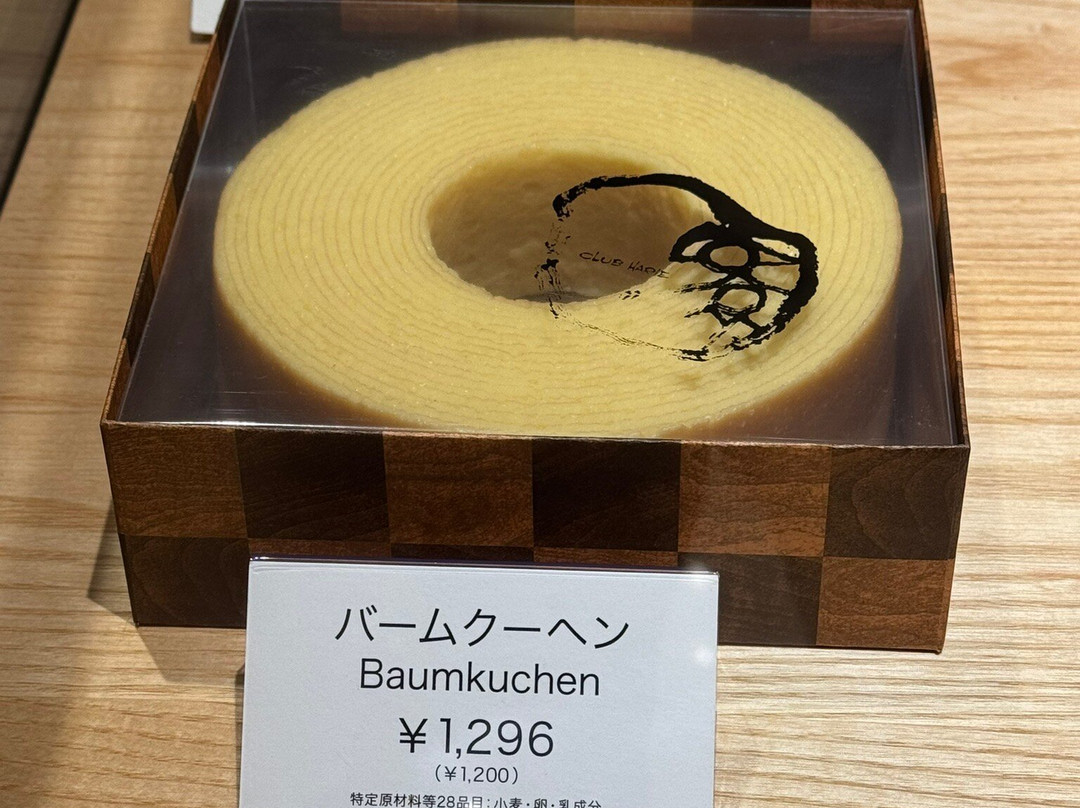 CLUB HARIE
バームクーヘン
Baumkuchen
¥1,296
(¥1,200)
特定原材料等28品目:小麦・卵・乳成分